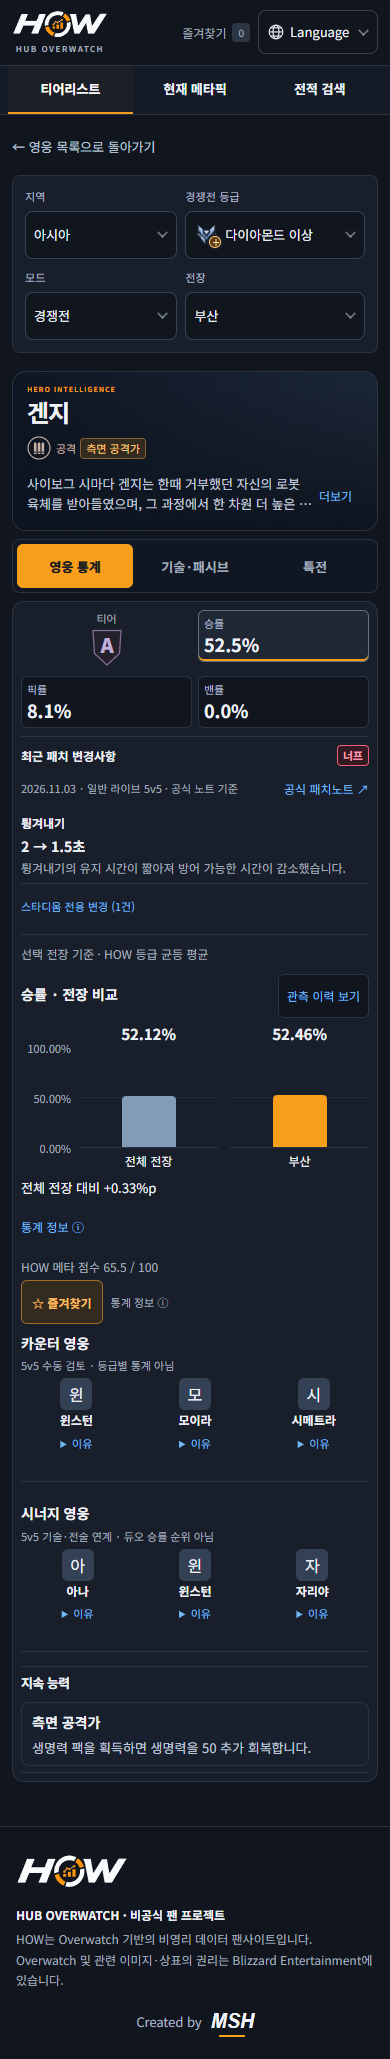 HOW
HUB OVERWATCH
즐겨찾기 0
Language
티어리스트 현재 메타픽 전적 검색
← 영웅 목록으로 돌아가기
지역 경쟁전 등급
아시아 다이아몬드 이상
모드 전장
경쟁전 부산
HERO INTELLIGENCE
겐지
공격 측면 공격가
사이보그 시마다 겐지는 한때 거부했던 자신의 로봇
육체를 받아들였으며, 그 과정에서 한 차원 더 높은 … 더보기
영웅 통계 기술·패시브 특전
티어
A
승률
52.5%
픽률
8.1%
밴률
0.0%
최근 패치 변경사항 너프
2026.11.03 · 일반 라이브 5v5 · 공식 노트 기준 공식 패치노트 ↗
튕겨내기
2 → 1.5초
튕겨내기의 유지 시간이 짧아져 방어 가능한 시간이 감소했습니다.
스타디움 전용 변경 (1건)
선택 전장 기준 · HOW 등급 균등 평균
승률 · 전장 비교 관측 이력 보기
52.12% 52.46%
100.00%
50.00%
0.00%
전체 전장 부산
전체 전장 대비 +0.33%p
통계 정보 ⓘ
HOW 메타 점수 65.5 / 100
☆ 즐겨찾기 통계 정보 ⓘ
카운터 영웅
5v5 수동 검토 · 등급별 통계 아님
윈 모 시
윈스턴 모이라 시메트라
▶ 이유 ▶ 이유 ▶ 이유
시너지 영웅
5v5 기술·전술 연계 · 듀오 승률 순위 아님
아 윈 자
아나 윈스턴 자리야
▶ 이유 ▶ 이유 ▶ 이유
지속 능력
측면 공격가
생명력 팩을 획득하면 생명력을 50 추가 회복합니다.
HOW
HUB OVERWATCH · 비공식 팬 프로젝트
HOW는 Overwatch 기반의 비영리 데이터 팬사이트입니다.
Overwatch 및 관련 이미지·상표의 권리는 Blizzard Entertainment에
있습니다.
Created by MSH